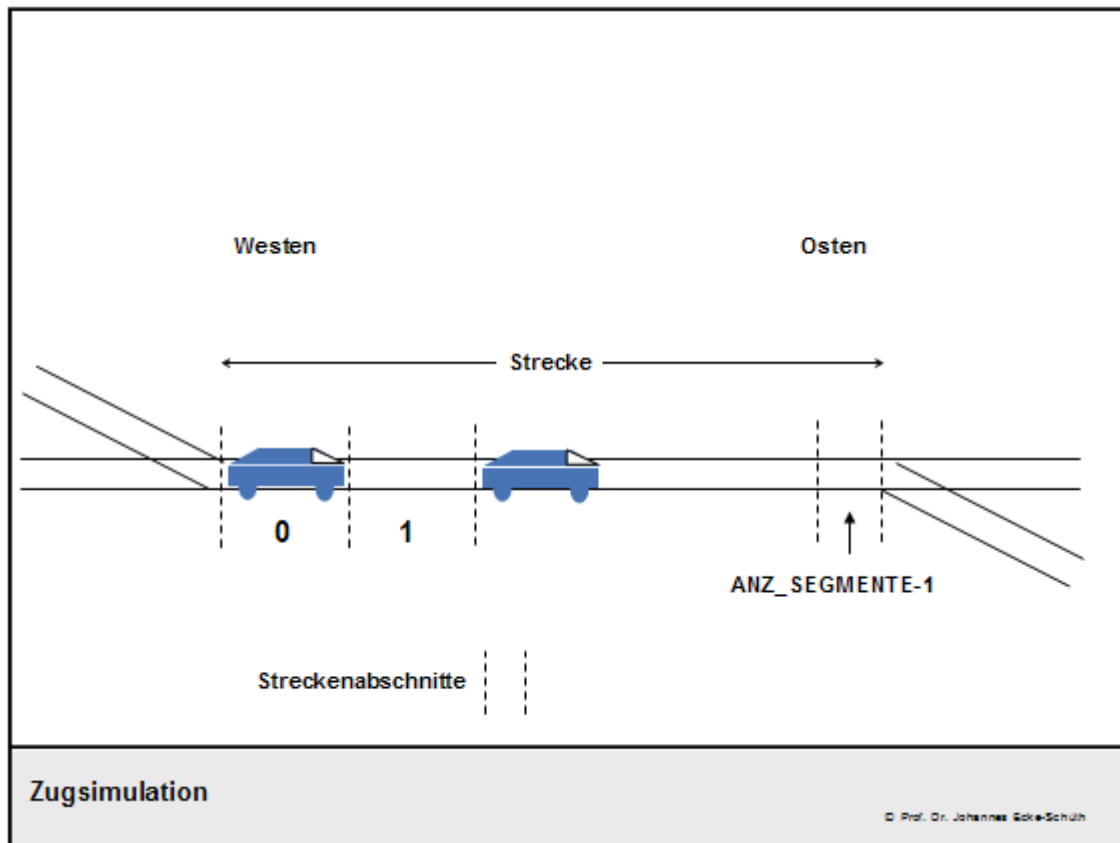 Westen
Osten
Strecke
0
1
ANZ_SEGMENTE-1
Streckenabschnitte
Zugsimulation
© Prof. Dr. Johannes Ecke-Schüth